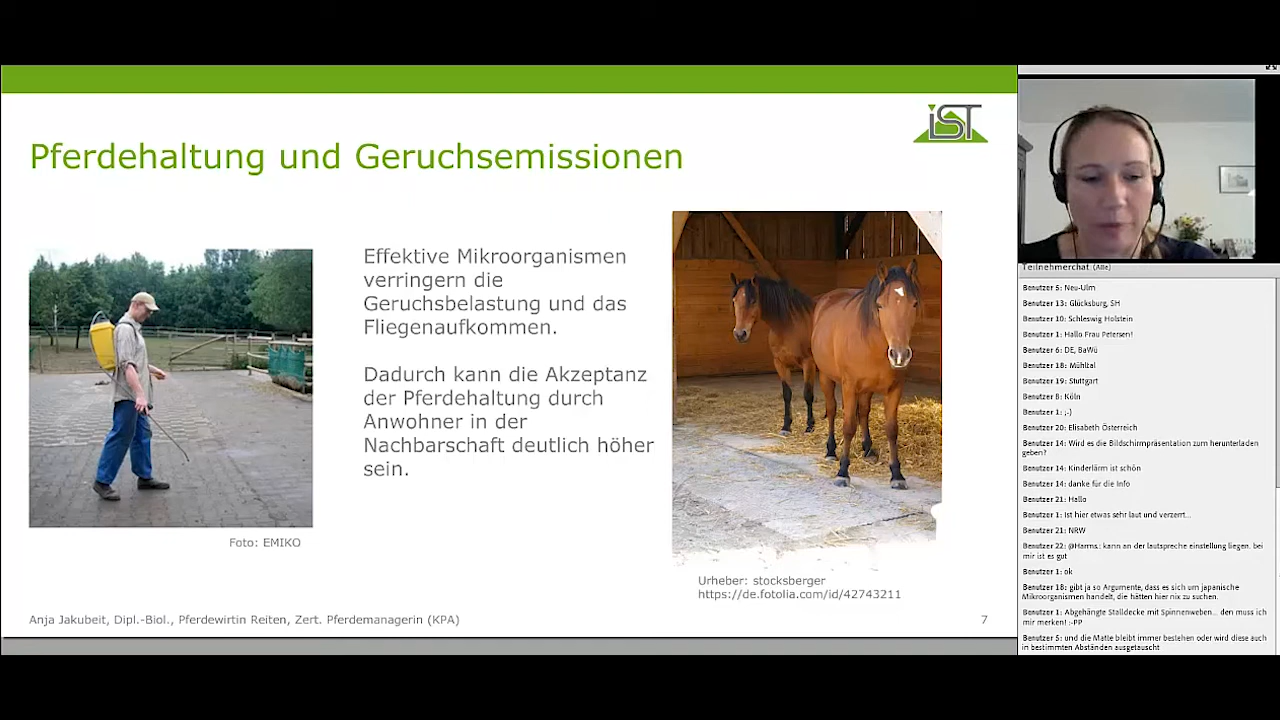 iST
Pferdehaltung und Geruchsemissionen
Effektive Mikroorganismen
verringern die
Geruchsbelastung und das
Fliegenaufkommen.
Dadurch kann die Akzeptanz
der Pferdehaltung durch
Anwohner in der
Nachbarschaft deutlich höher
sein.
Foto: EMIKO
Urheber: stocksberger
https://de.fotolia.com/id/42743211
Anja Jakubeit, Dipl.-Biol., Pferdewirtin Reiten, Zert. Pferdemanagerin (KPA)
7
Teilnehmerchat (Alle)
Benutzer 5: Neu-Ulm
Benutzer 13: Glücksburg, SH
Benutzer 10: Schleswig Holstein
Benutzer 1: Hallo Frau Petersen!
Benutzer 6: DE, BaWü
Benutzer 18: Mühltal
Benutzer 19: Stuttgart
Benutzer 8: Köln
Benutzer 1: ;-)
Benutzer 20: Elisabeth Österreich
Benutzer 14: Wird es die Bildschirmpräsentation zum herunterladen
geben?
Benutzer 14: Kinderlärm ist schön
Benutzer 14: danke für die Info
Benutzer 21: Hallo
Benutzer 1: Ist hier etwas sehr laut und verzerrt...
Benutzer 21: NRW
Benutzer 22: @Harms.: kann an der lautspreche einstellung liegen. bei
mir ist es gut
Benutzer 1: ok
Benutzer 18: gibt ja so Argumente, dass es sich um japanische
Mikroorganismen handelt, die hätten hier nix zu suchen.
Benutzer 1: Abgehängte Stalldecke mit Spinnenweben... den muss ich
mir merken! :-PP
Benutzer 5: und die Matte bleibt immer bestehen oder wird diese auch
in bestimmten Abständen ausgetauscht